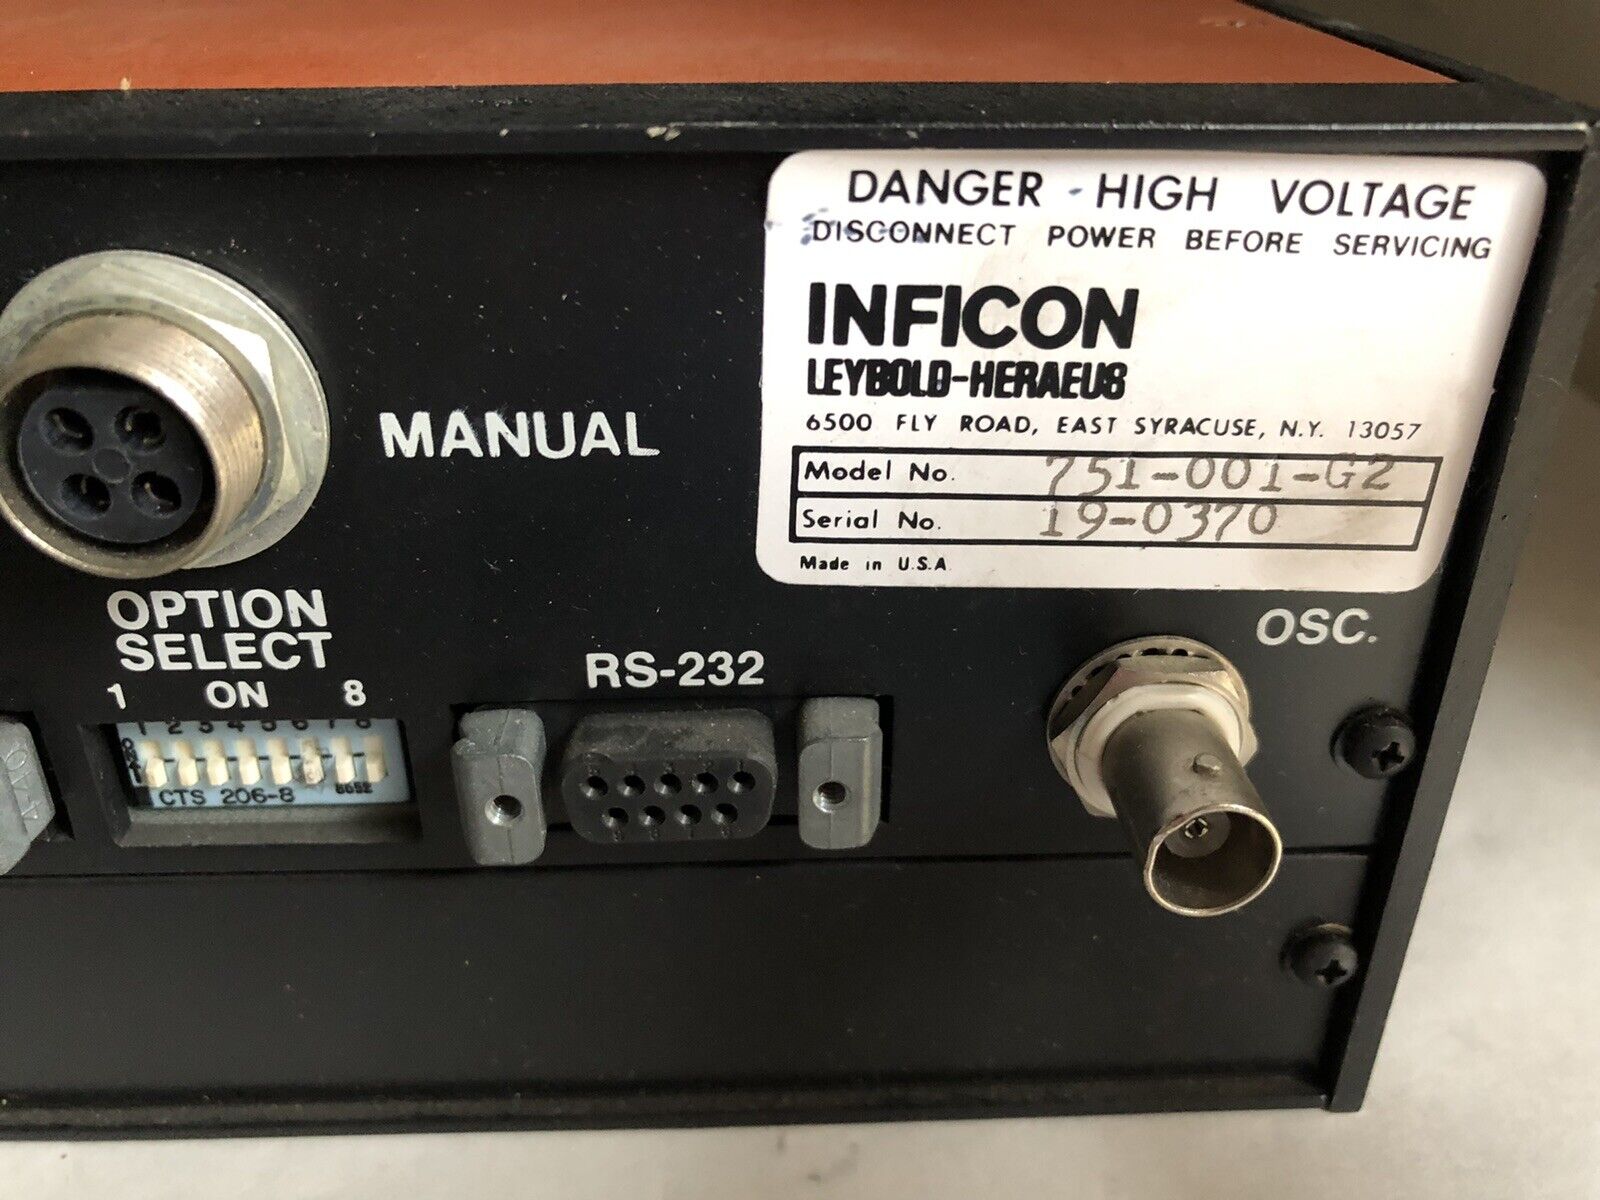 DANGER - HIGH VOLTAGE
DISCONNECT POWER BEFORE SERVICING
INFICON
LEYBOLD-HERAEUS
6500 FLY ROAD, EAST SYRACUSE, N.Y. 13057
Model No. 751-001-G2
Serial No. 19-0370
Made in U.S.A.
MANUAL
OPTION
SELECT
1 ON 8
1 2 3 4 5 6 7 8
CTS 206-8
RS-232
OSC.